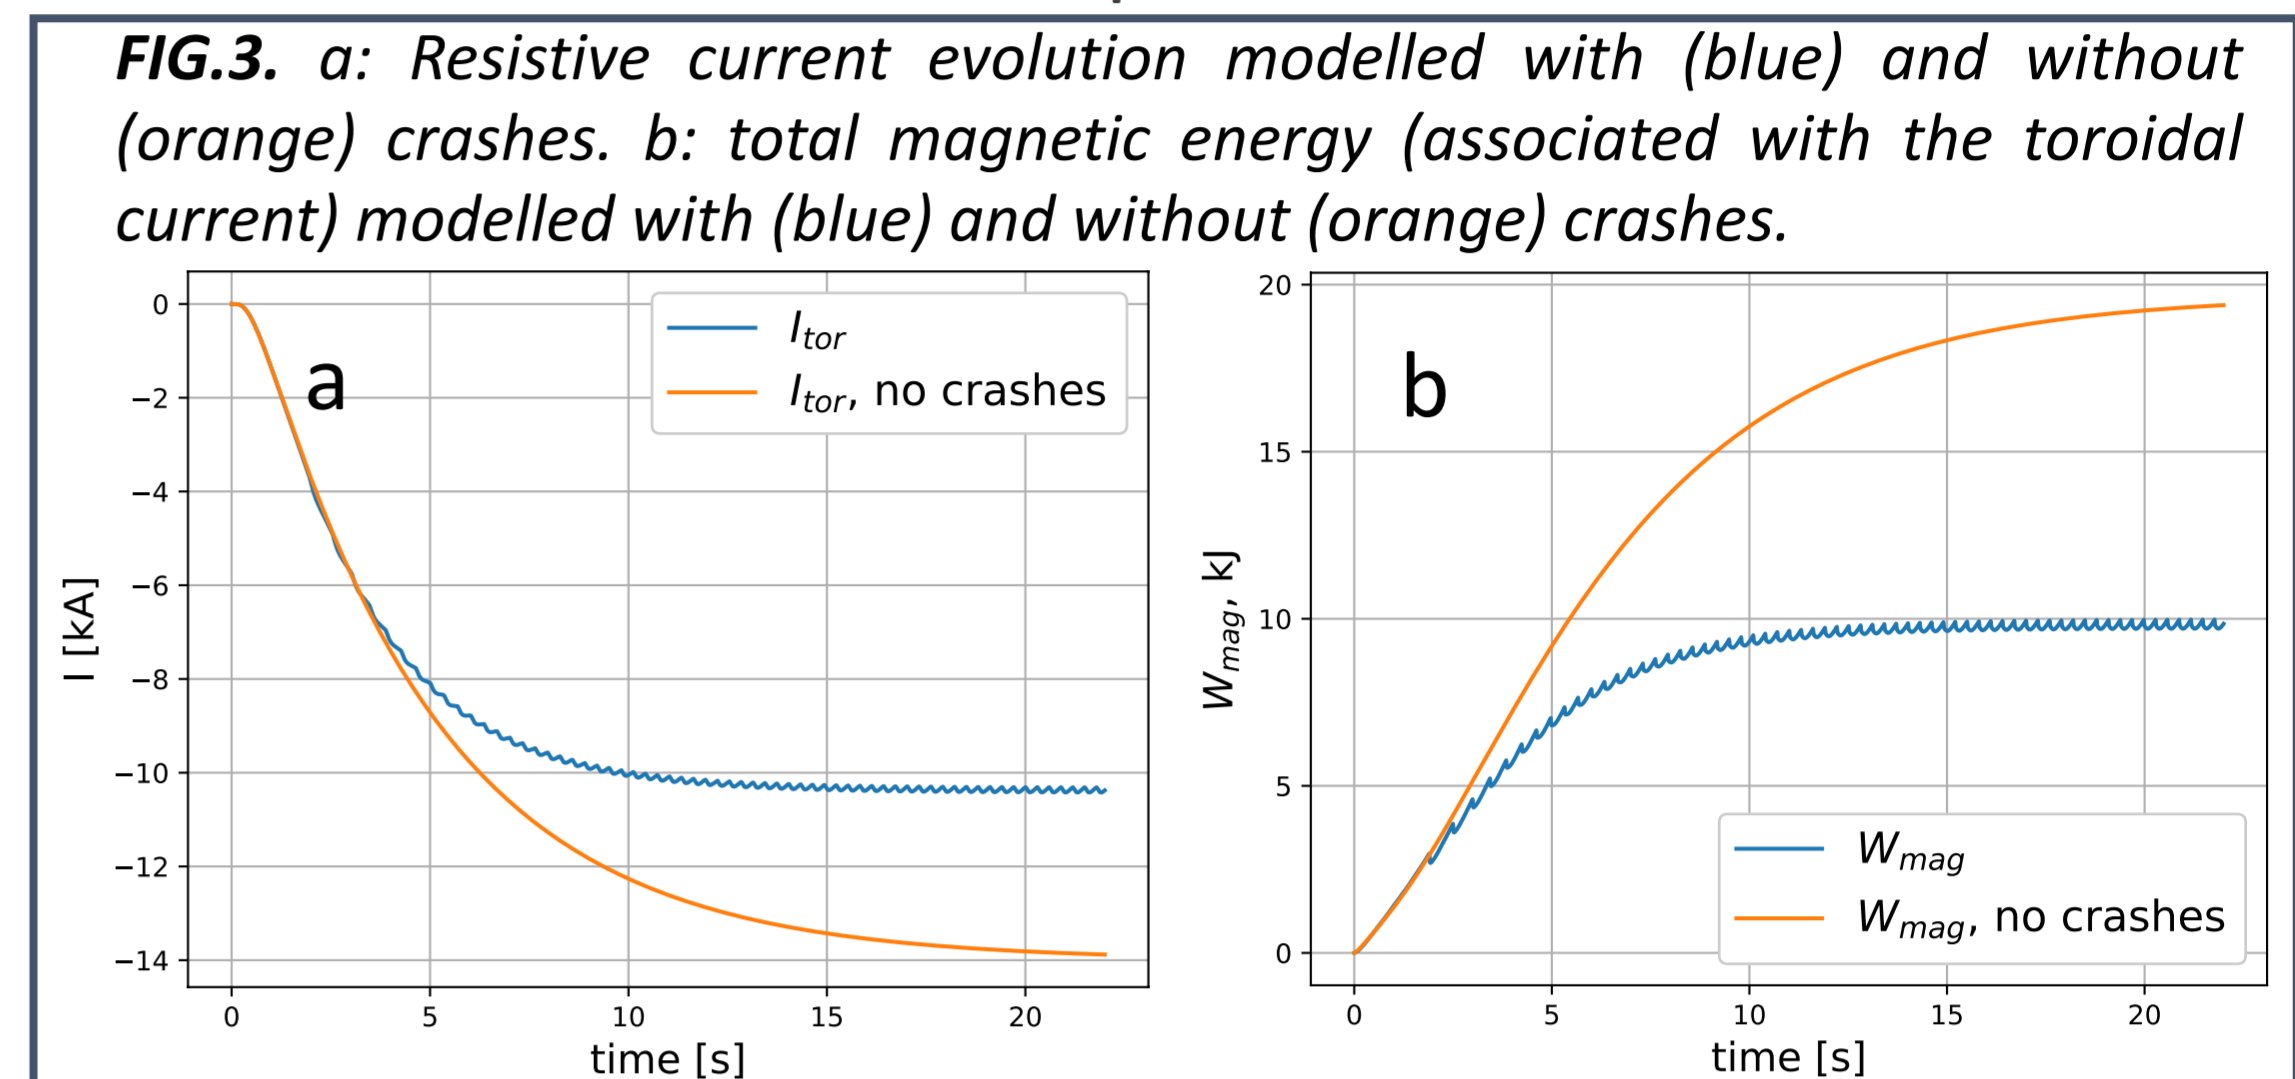 FIG.3. a: Resistive current evolution modelled with (blue) and without
(orange) crashes. b: total magnetic energy (associated with the toroidal
current) modelled with (blue) and without (orange) crashes.
0
−2
−4
−6
−8
−10
−12
−14
I [kA]
a
I_tor
I_tor, no crashes
0 5 10 15 20
time [s]
20
15
10
5
0
W_mag, kJ
b
W_mag
W_mag, no crashes
0 5 10 15 20
time [s]